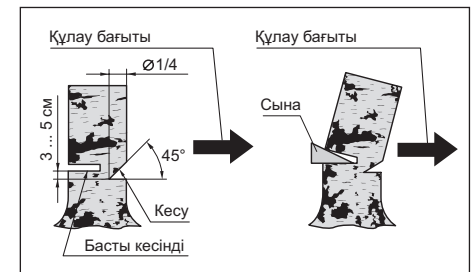 Құлау бағыты
Ø1/4
3 ... 5 см
45°
Кесу
Басты кесінді
Құлау бағыты
Сына